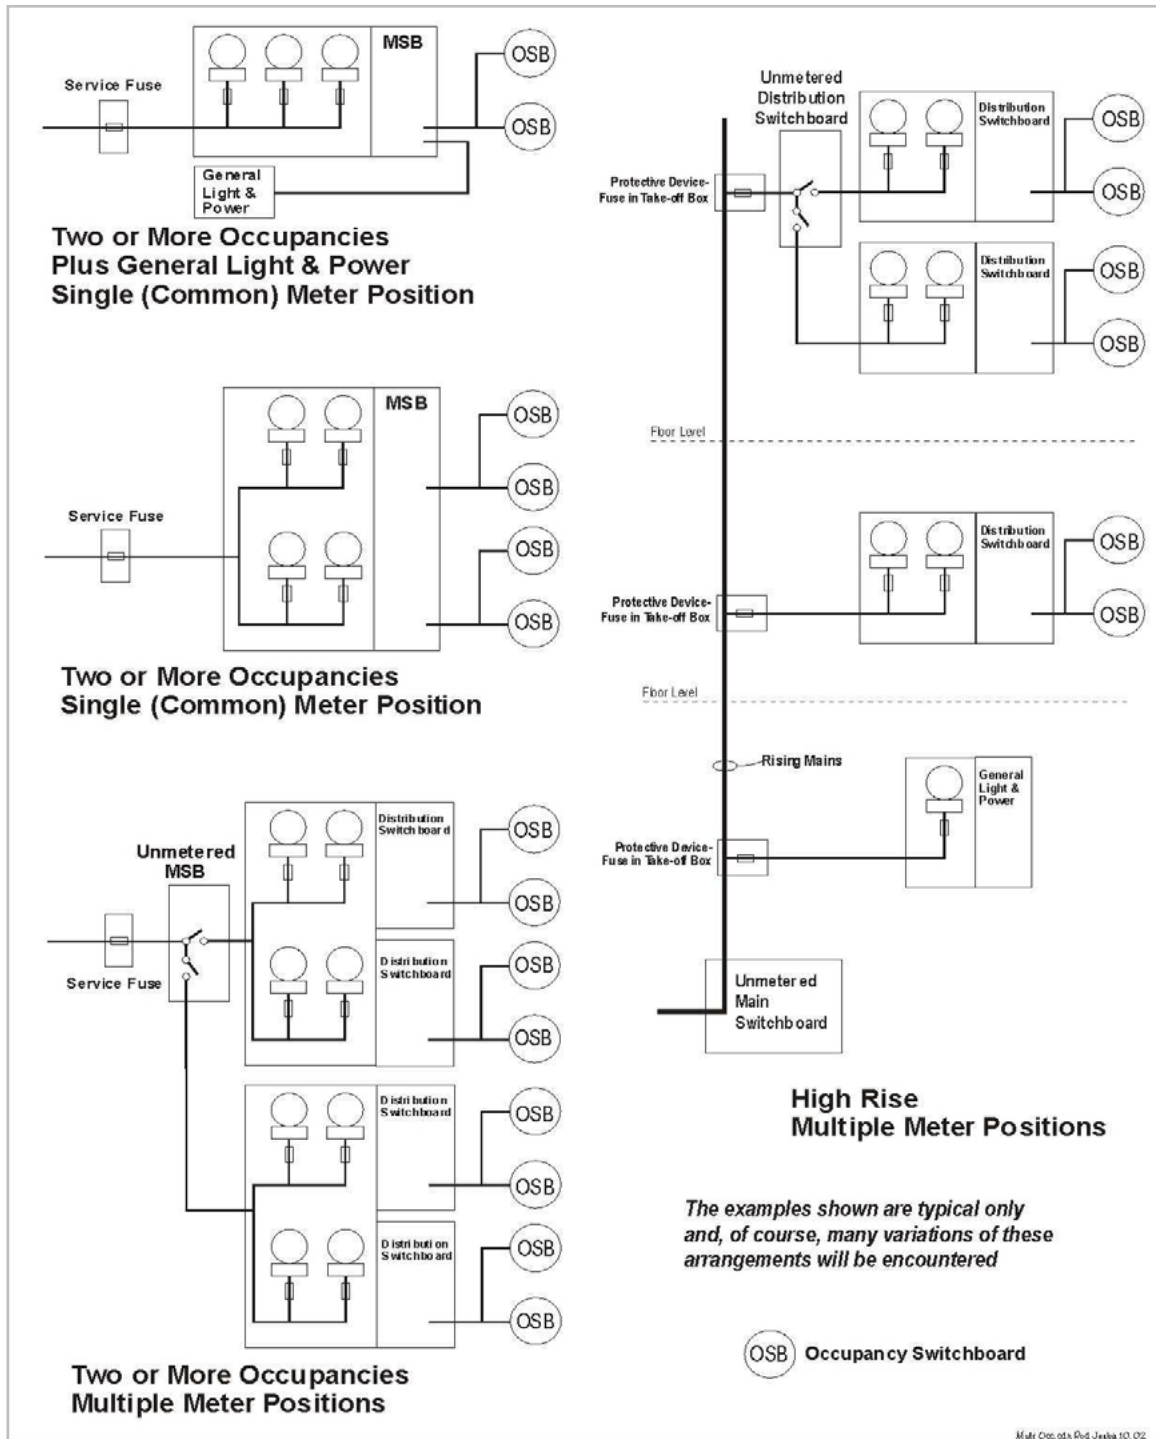 MSB
OSB
Service Fuse
OSB
General
Light &
Power
Two or More Occupancies
Plus General Light & Power
Single (Common) Meter Position
MSB
OSB
OSB
Service Fuse
OSB
OSB
Two or More Occupancies
Single (Common) Meter Position
Distribution
Switchboard
OSB
Unmetered
MSB
OSB
Distribution
Switchboard
OSB
Service Fuse
OSB
Distribution
Switchboard
OSB
OSB
Distribution
Switchboard
OSB
OSB
Two or More Occupancies
Multiple Meter Positions
Unmetered
Distribution
Switchboard
Distribution
Switchboard
OSB
Protective Device-
Fuse in Take-off Box
OSB
Distribution
Switchboard
OSB
OSB
Floor Level
Distribution
Switchboard
OSB
Protective Device-
Fuse in Take-off Box
OSB
Floor Level
Rising Mains
General
Light &
Power
Protective Device-
Fuse in Take-off Box
Unmetered
Main
Switchboard
High Rise
Multiple Meter Positions
The examples shown are typical only
and, of course, many variations of these
arrangements will be encountered
OSB Occupancy Switchboard